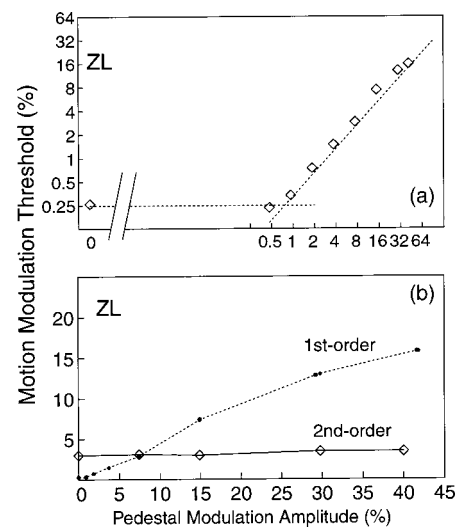 64
ZL
32
16
8
4
2
1
0.5
0.25
(a)
0 0.5 1 2 4 8 16 32 64
Motion Modulation Threshold (%)
ZL
(b)
20
15
10
5
1st-order
2nd-order
0 5 10 15 20 25 30 35 40 45
Pedestal Modulation Amplitude (%)